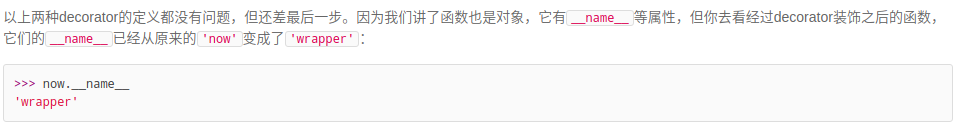 以上两种decorator的定义都没有问题，但还差最后一步。因为我们讲了函数也是对象，它有__name__等属性，但你去看经过decorator装饰之后的函数，
它们的__name__已经从原来的'now'变成了'wrapper'：
>>> now.__name__
'wrapper'